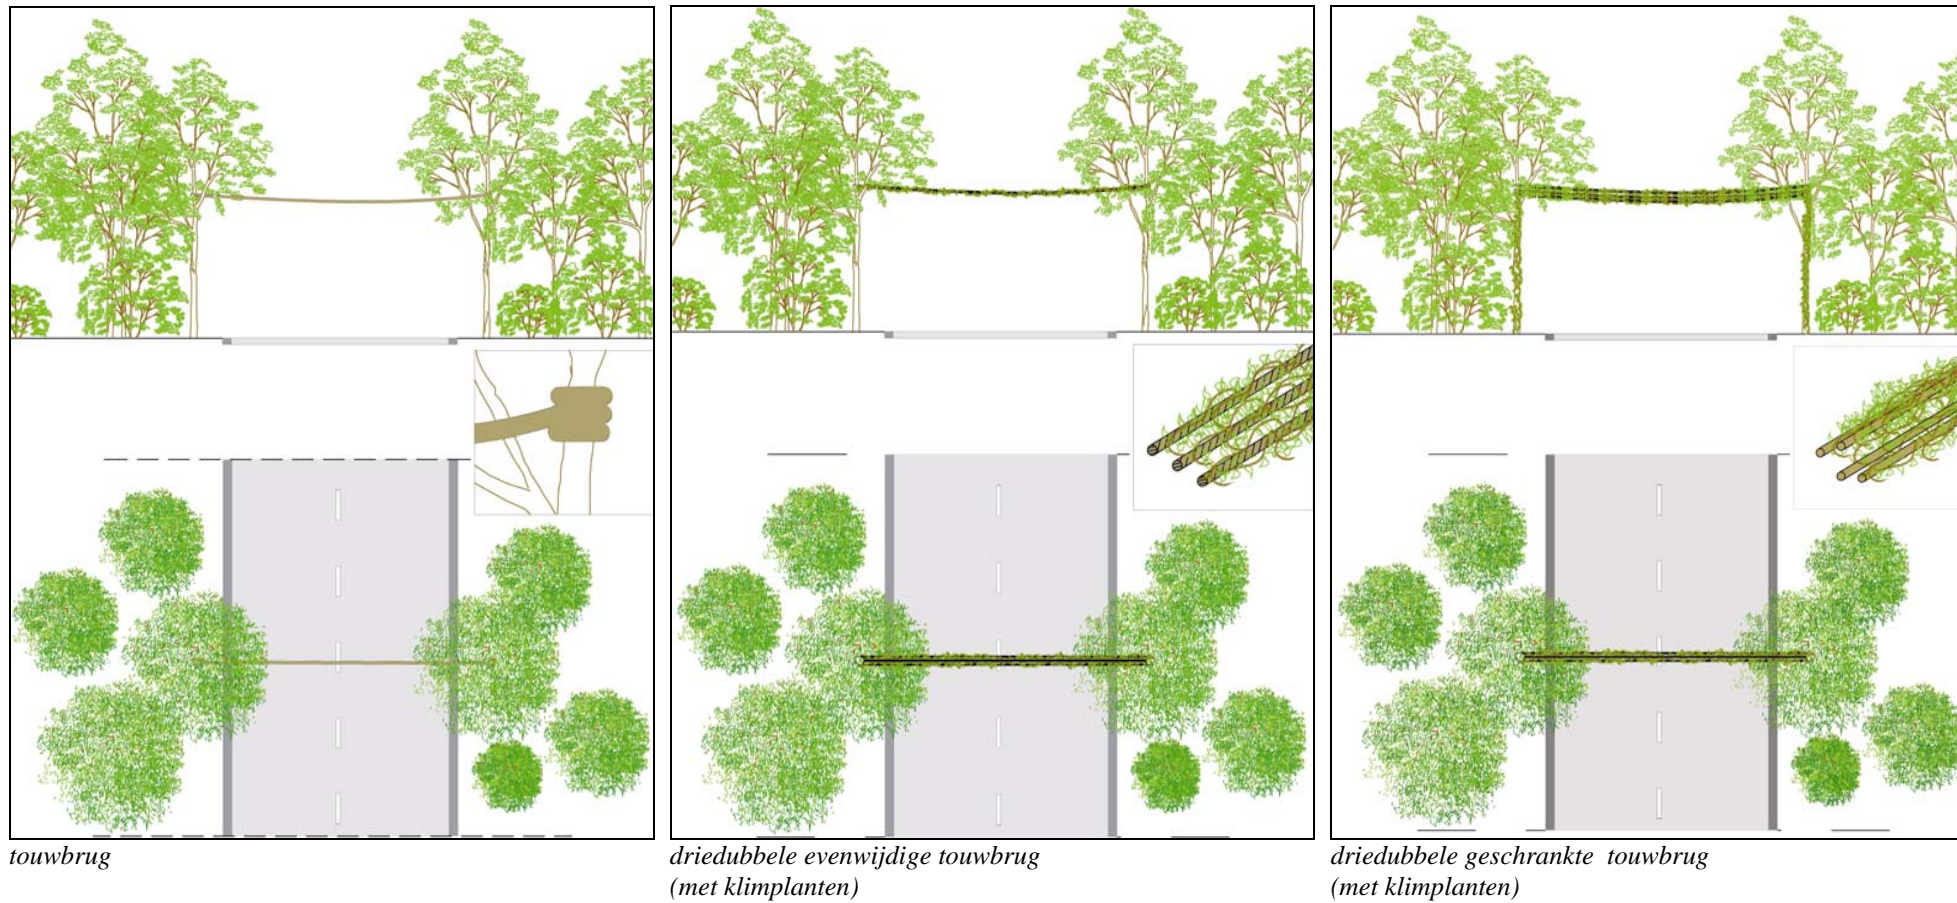 touwbrug
driedubbele evenwijdige touwbrug
(met klimplanten)
driedubbele geschrankte touwbrug
(met klimplanten)